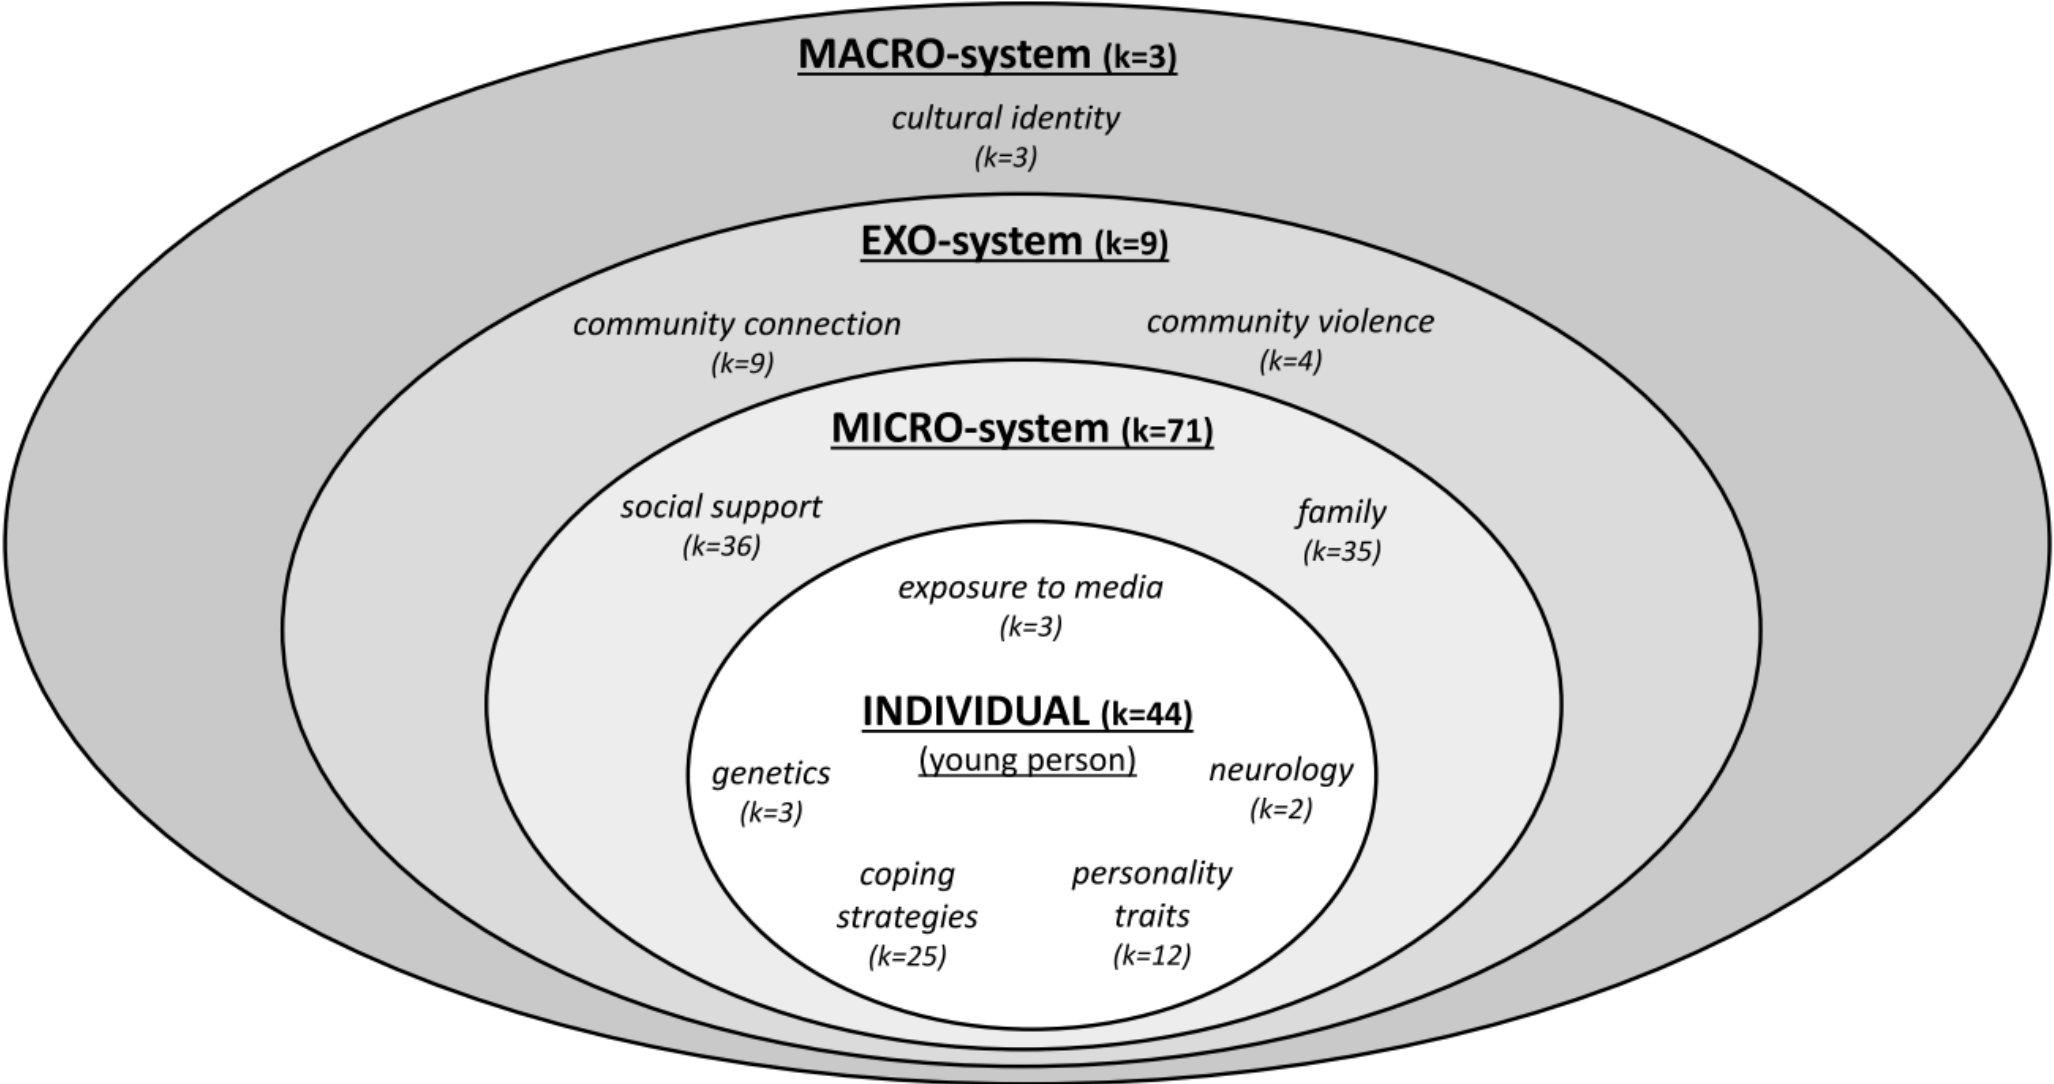 MACRO-system (k=3)
cultural identity
(k=3)
EXO-system (k=9)
community connection
(k=9)
community violence
(k=4)
MICRO-system (k=71)
social support
(k=36)
family
(k=35)
exposure to media
(k=3)
INDIVIDUAL (k=44)
(young person)
genetics
(k=3)
neurology
(k=2)
coping
strategies
(k=25)
personality
traits
(k=12)